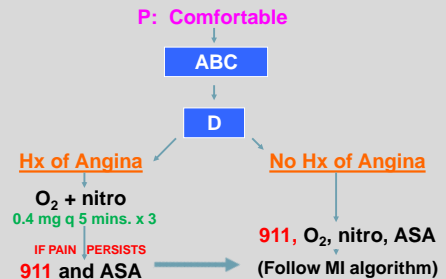 P: Comfortable
ABC
D
Hx of Angina
No Hx of Angina
O₂ + nitro
0.4 mg q 5 mins. x 3
IF PAIN PERSISTS
911 and ASA
911, O₂, nitro, ASA
(Follow MI algorithm)